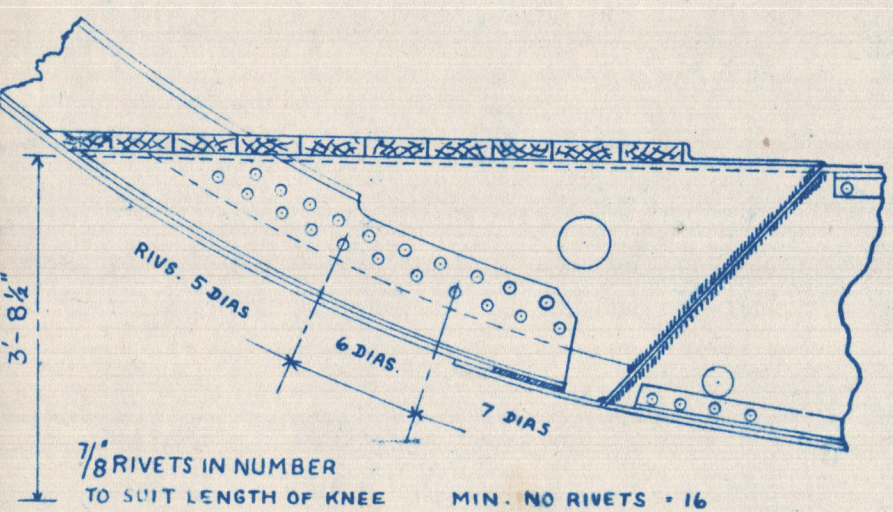 3'- 8½"
RIVS. 5 DIAS
6 DIAS.
7 DIAS
7/8" RIVETS IN NUMBER
TO SUIT LENGTH OF KNEE
MIN. NO RIVETS = 16